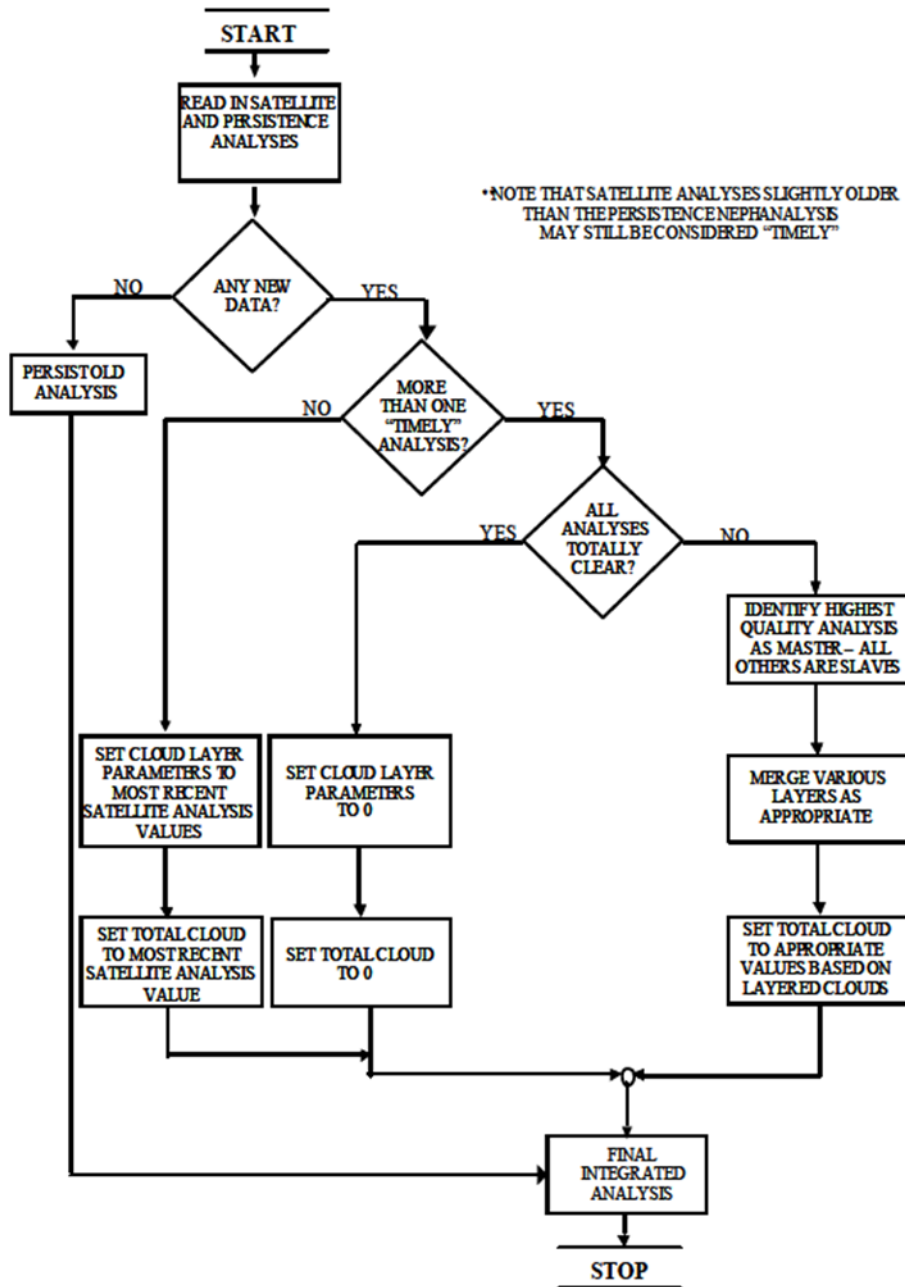 START
READ IN SATELLITE
AND PERSISTENCE
ANALYSES
**NOTE THAT SATELLITE ANALYSES SLIGHTLY OLDER
THAN THE PERSISTENCE NEPHANALYSIS
MAY STILL BE CONSIDERED “TIMELY”
ANY NEW
DATA?
NO
YES
PERSIST OLD
ANALYSIS
MORE
THAN ONE
“TIMELY”
ANALYSIS?
NO
YES
ALL
ANALYSES
TOTALLY
CLEAR?
YES
NO
IDENTIFY HIGHEST
QUALITY ANALYSIS
AS MASTER – ALL
OTHERS ARE SLAVES
SET CLOUD LAYER
PARAMETERS TO
MOST RECENT
SATELLITE ANALYSIS
VALUES
SET CLOUD LAYER
PARAMETERS
TO 0
MERGE VARIOUS
LAYERS AS
APPROPRIATE
SET TOTAL CLOUD
TO MOST RECENT
SATELLITE ANALYSIS
VALUE
SET TOTAL CLOUD
TO 0
SET TOTAL CLOUD
TO APPROPRIATE
VALUES BASED ON
LAYERED CLOUDS
FINAL
INTEGRATED
ANALYSIS
STOP